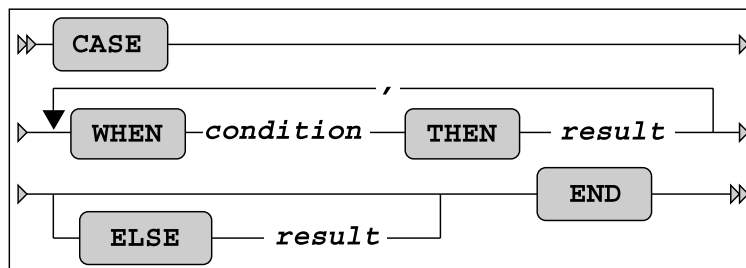 CASE
,
WHEN condition THEN result
END
ELSE result